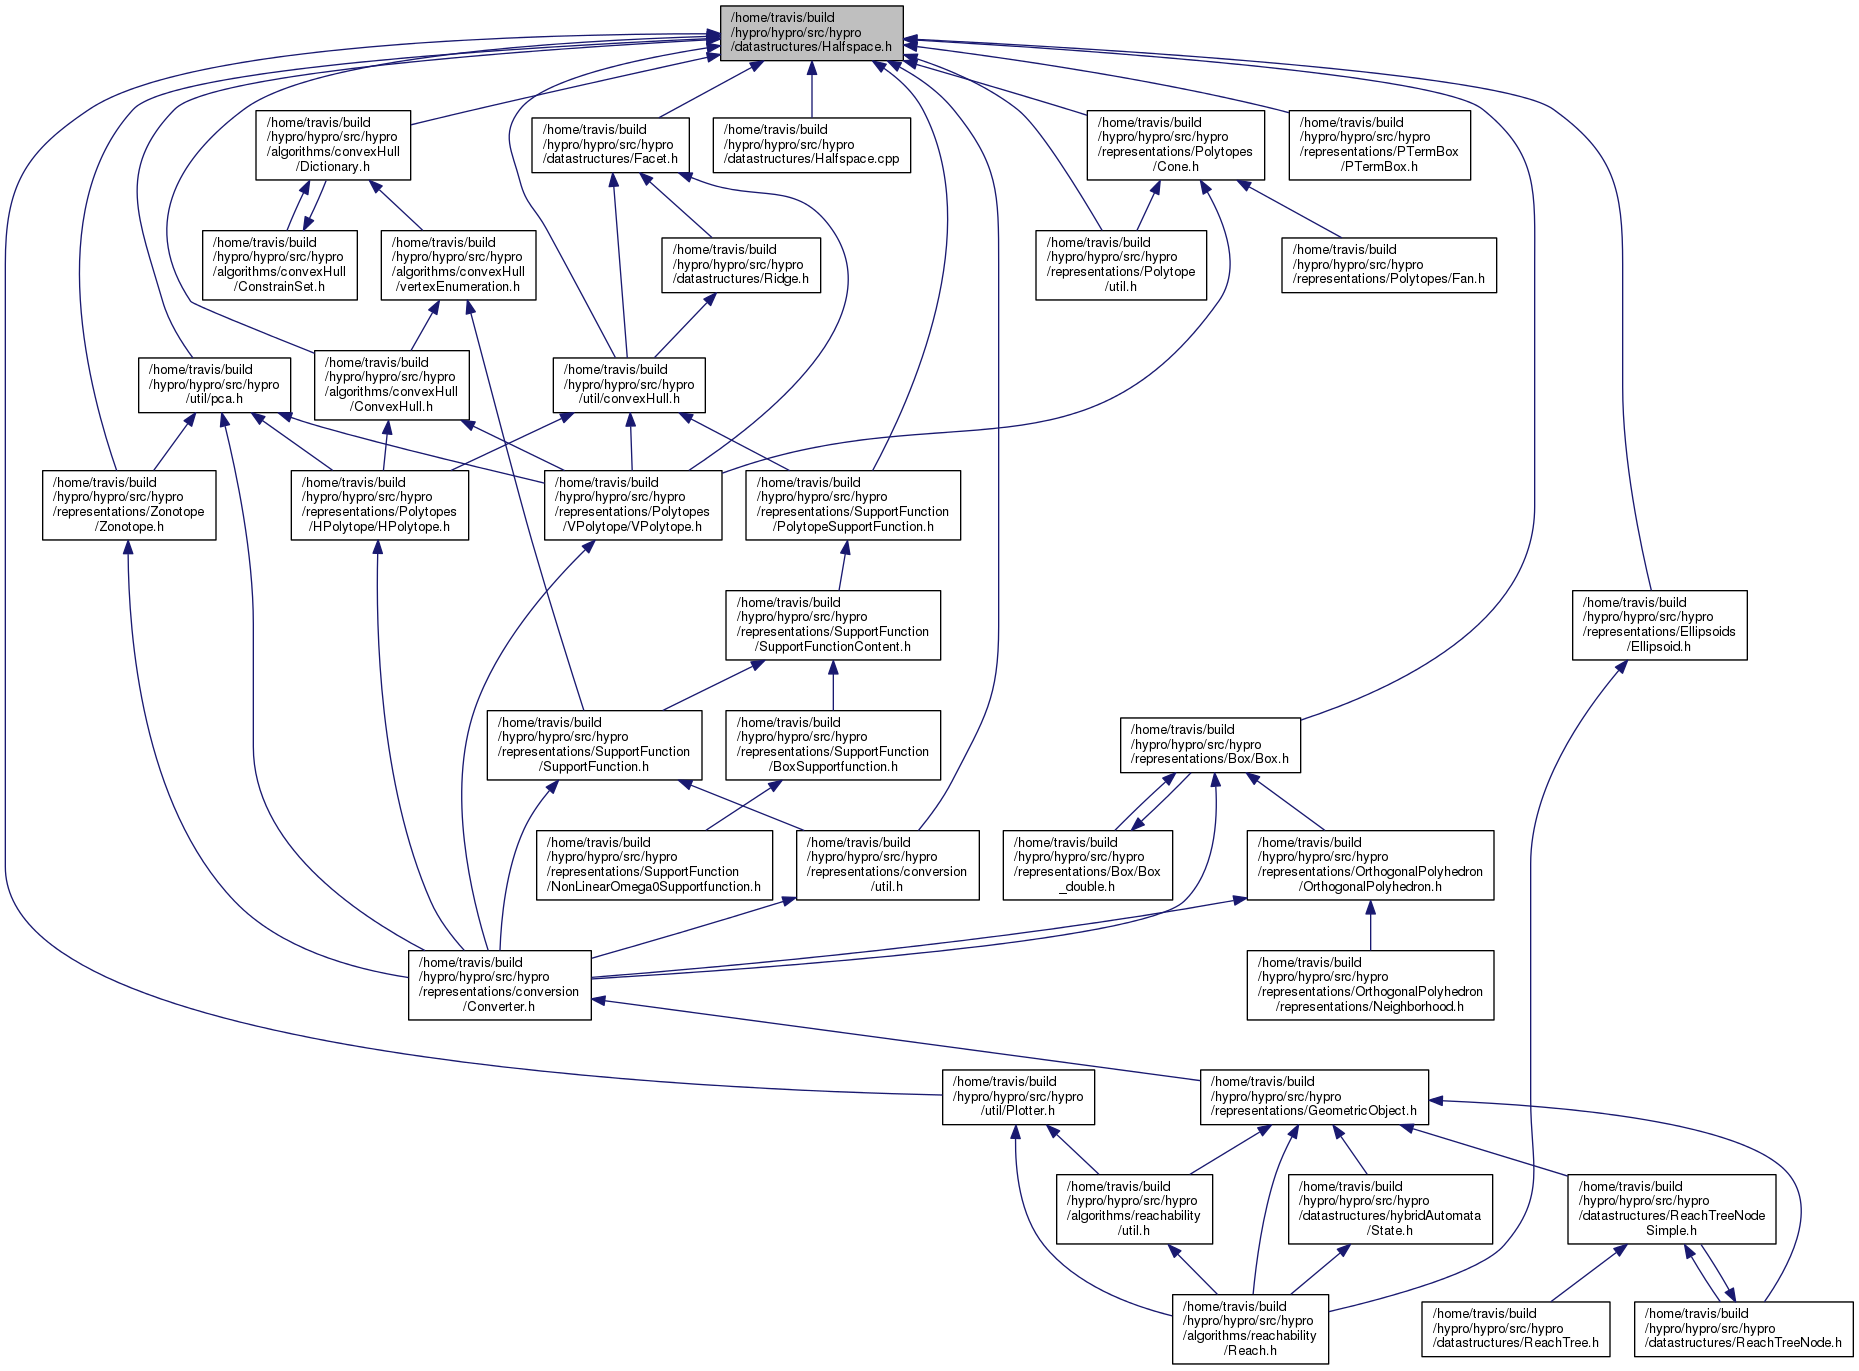 /home/travis/build
/hypro/hypro/src/hypro
/datastructures/Halfspace.h
/home/travis/build
/hypro/hypro/src/hypro
/algorithms/convexHull
/Dictionary.h
/home/travis/build
/hypro/hypro/src/hypro
/datastructures/Facet.h
/home/travis/build
/hypro/hypro/src/hypro
/datastructures/Halfspace.cpp
/home/travis/build
/hypro/hypro/src/hypro
/representations/Polytopes
/Cone.h
/home/travis/build
/hypro/hypro/src/hypro
/representations/PTermBox
/PTermBox.h
/home/travis/build
/hypro/hypro/src/hypro
/algorithms/convexHull
/ConstrainSet.h
/home/travis/build
/hypro/hypro/src/hypro
/algorithms/convexHull
/vertexEnumeration.h
/home/travis/build
/hypro/hypro/src/hypro
/datastructures/Ridge.h
/home/travis/build
/hypro/hypro/src/hypro
/representations/Polytope
/util.h
/home/travis/build
/hypro/hypro/src/hypro
/representations/Polytopes/Fan.h
/home/travis/build
/hypro/hypro/src/hypro
/util/pca.h
/home/travis/build
/hypro/hypro/src/hypro
/algorithms/convexHull
/ConvexHull.h
/home/travis/build
/hypro/hypro/src/hypro
/util/convexHull.h
/home/travis/build
/hypro/hypro/src/hypro
/representations/Zonotope
/Zonotope.h
/home/travis/build
/hypro/hypro/src/hypro
/representations/Polytopes
/HPolytope/HPolytope.h
/home/travis/build
/hypro/hypro/src/hypro
/representations/Polytopes
/VPolytope/VPolytope.h
/home/travis/build
/hypro/hypro/src/hypro
/representations/SupportFunction
/PolytopeSupportFunction.h
/home/travis/build
/hypro/hypro/src/hypro
/representations/SupportFunction
/SupportFunctionContent.h
/home/travis/build
/hypro/hypro/src/hypro
/representations/Ellipsoids
/Ellipsoid.h
/home/travis/build
/hypro/hypro/src/hypro
/representations/SupportFunction
/SupportFunction.h
/home/travis/build
/hypro/hypro/src/hypro
/representations/SupportFunction
/BoxSupportfunction.h
/home/travis/build
/hypro/hypro/src/hypro
/representations/Box/Box.h
/home/travis/build
/hypro/hypro/src/hypro
/representations/SupportFunction
/NonLinearOmega0Supportfunction.h
/home/travis/build
/hypro/hypro/src/hypro
/representations/conversion
/util.h
/home/travis/build
/hypro/hypro/src/hypro
/representations/Box/Box
_double.h
/home/travis/build
/hypro/hypro/src/hypro
/representations/OrthogonalPolyhedron
/OrthogonalPolyhedron.h
/home/travis/build
/hypro/hypro/src/hypro
/representations/conversion
/Converter.h
/home/travis/build
/hypro/hypro/src/hypro
/representations/OrthogonalPolyhedron
/representations/Neighborhood.h
/home/travis/build
/hypro/hypro/src/hypro
/util/Plotter.h
/home/travis/build
/hypro/hypro/src/hypro
/representations/GeometricObject.h
/home/travis/build
/hypro/hypro/src/hypro
/algorithms/reachability
/util.h
/home/travis/build
/hypro/hypro/src/hypro
/datastructures/hybridAutomata
/State.h
/home/travis/build
/hypro/hypro/src/hypro
/datastructures/ReachTreeNode
Simple.h
/home/travis/build
/hypro/hypro/src/hypro
/algorithms/reachability
/Reach.h
/home/travis/build
/hypro/hypro/src/hypro
/datastructures/ReachTree.h
/home/travis/build
/hypro/hypro/src/hypro
/datastructures/ReachTreeNode.h